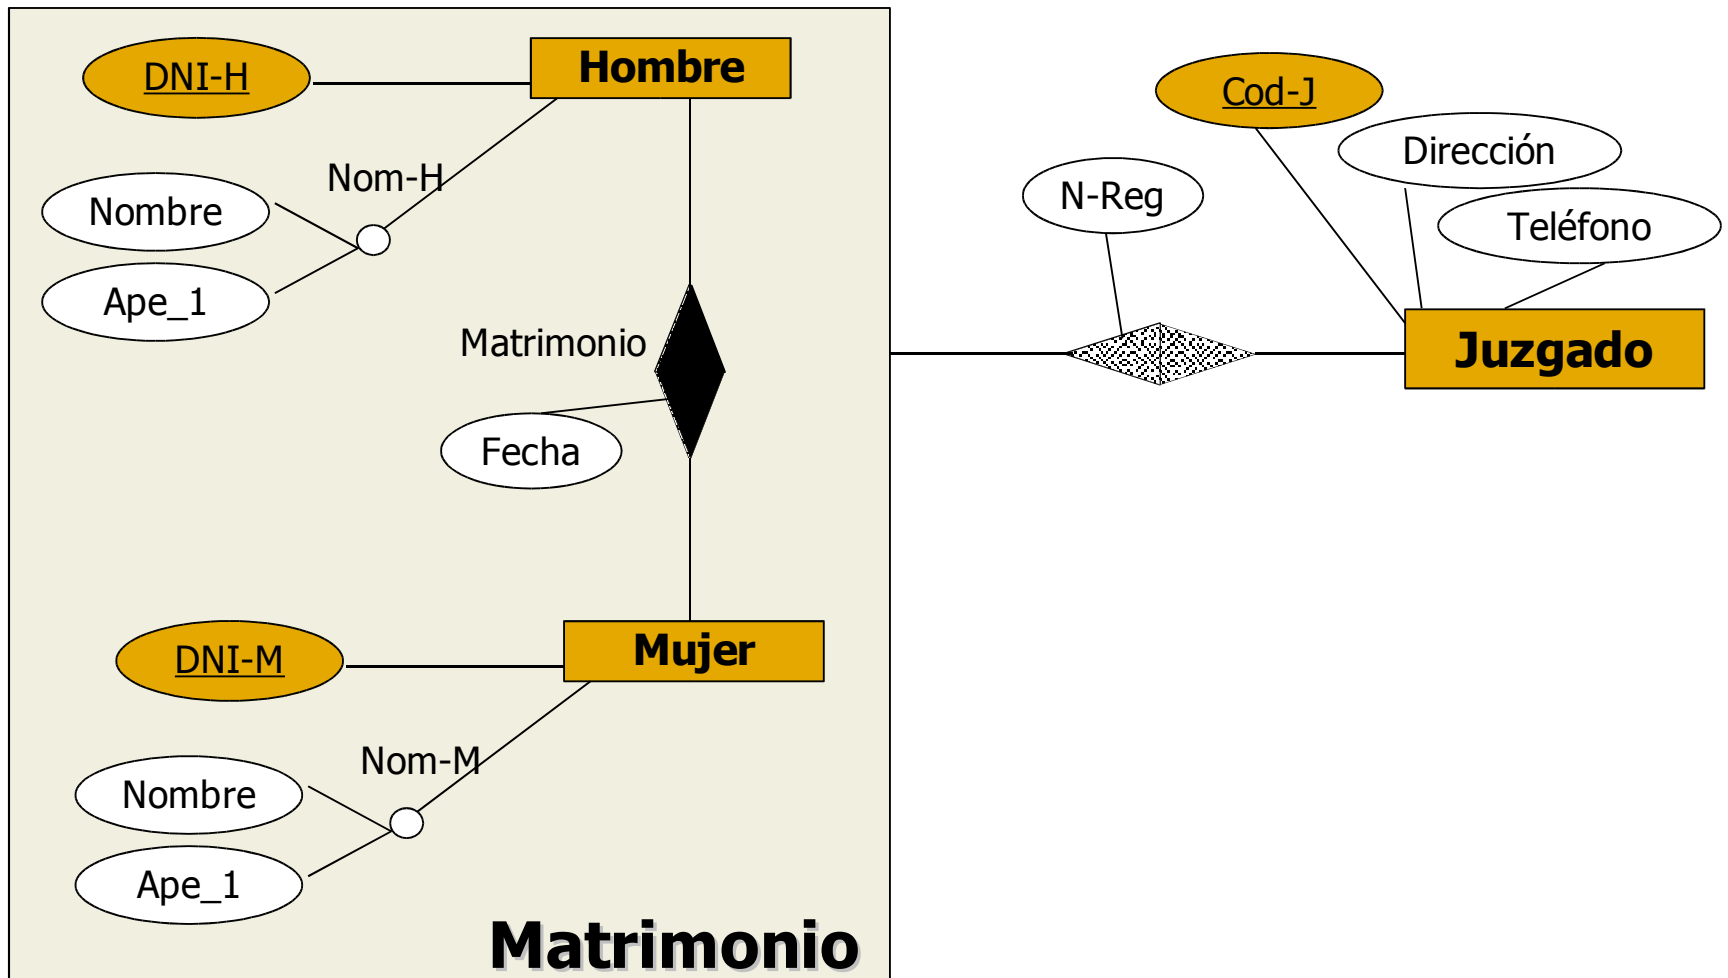 DNI-H
Hombre
Nom-H
Nombre
Ape_1
Matrimonio
Fecha
DNI-M
Mujer
Nom-M
Nombre
Ape_1
Matrimonio
N-Reg
Cod-J
Dirección
Teléfono
Juzgado